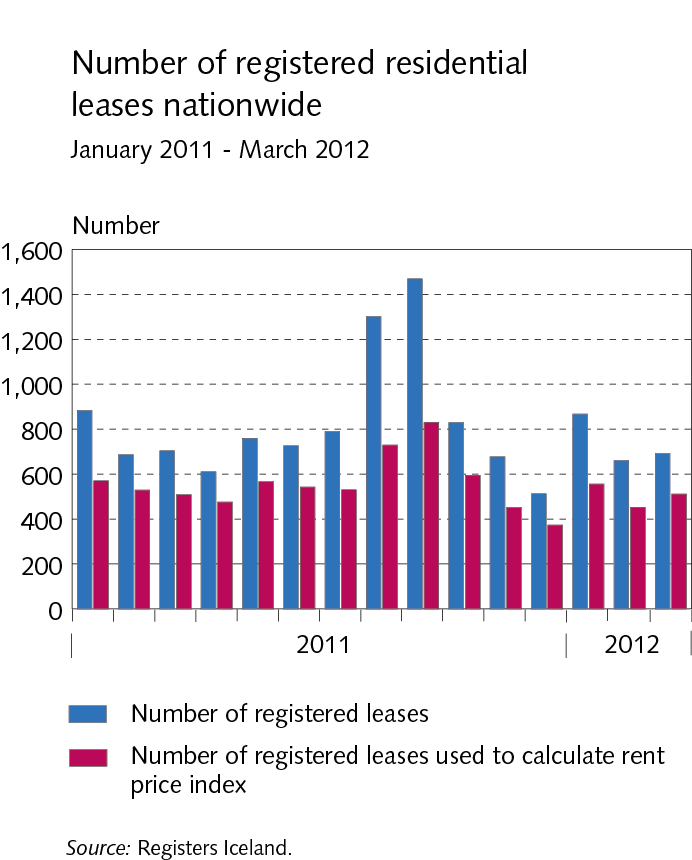 Number of registered residential
leases nationwide
January 2011 - March 2012
Number
1,600
1,400
1,200
1,000
800
600
400
200
0
2011
2012
Number of registered leases
Number of registered leases used to calculate rent
price index
Source: Registers Iceland.